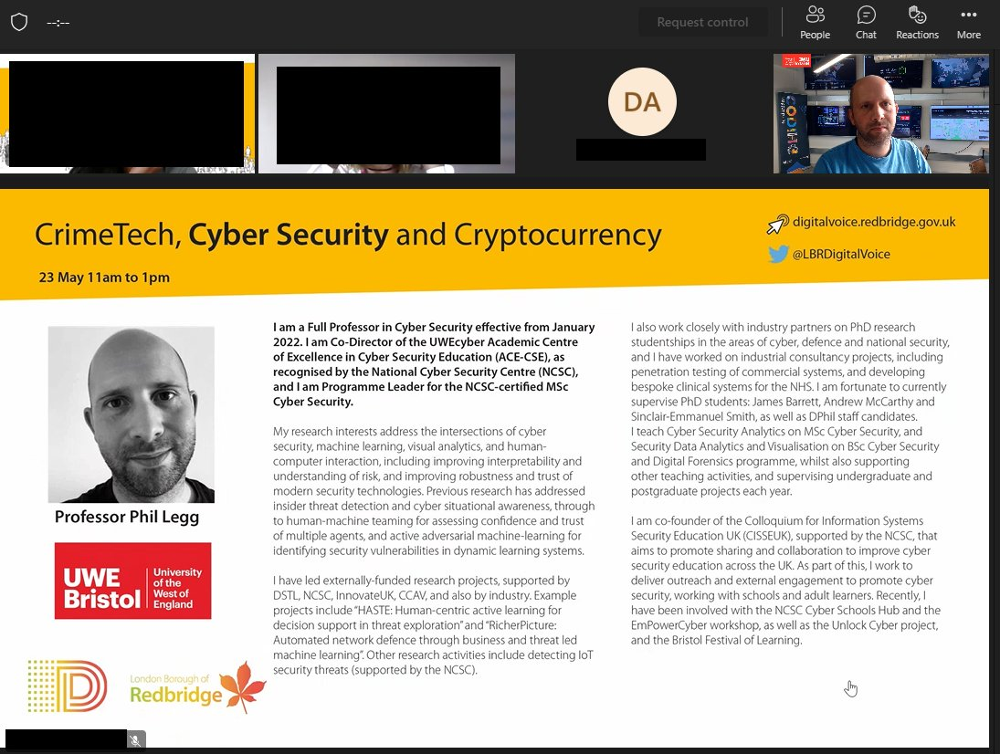 --:--
Request control
People
Chat
Reactions
More
DA
CrimeTech, Cyber Security and Cryptocurrency
23 May 11am to 1pm
digitalvoice.redbridge.gov.uk
@LBRDigitalVoice
Professor Phil Legg
UWE
Bristol
University
of the
West of
England
London Borough of
Redbridge
I am a Full Professor in Cyber Security effective from January
2022. I am Co-Director of the UWEcyber Academic Centre
of Excellence in Cyber Security Education (ACE-CSE), as
recognised by the National Cyber Security Centre (NCSC),
and I am Programme Leader for the NCSC-certified MSc
Cyber Security.
My research interests address the intersections of cyber
security, machine learning, visual analytics, and human-
computer interaction, including improving interpretability and
understanding of risk, and improving robustness and trust of
modern security technologies. Previous research has addressed
insider threat detection and cyber situational awareness, through
to human-machine teaming for assessing confidence and trust
of multiple agents, and active adversarial machine-learning for
identifying security vulnerabilities in dynamic learning systems.
I have led externally-funded research projects, supported by
DSTL, NCSC, InnovateUK, CCAV, and also by industry. Example
projects include “HASTE: Human-centric active learning for
decision support in threat exploration” and “RicherPicture:
Automated network defence through business and threat led
machine learning”. Other research activities include detecting IoT
security threats (supported by the NCSC).
I also work closely with industry partners on PhD research
studentships in the areas of cyber, defence and national security,
and I have worked on industrial consultancy projects, including
penetration testing of commercial systems, and developing
bespoke clinical systems for the NHS. I am fortunate to currently
supervise PhD students: James Barrett, Andrew McCarthy and
Sinclair-Emmanuel Smith, as well as DPhil staff candidates.
I teach Cyber Security Analytics on MSc Cyber Security, and
Security Data Analytics and Visualisation on BSc Cyber Security
and Digital Forensics programme, whilst also supporting
other teaching activities, and supervising undergraduate and
postgraduate projects each year.
I am co-founder of the Colloquium for Information Systems
Security Education UK (CISSEUK), supported by the NCSC, that
aims to promote sharing and collaboration to improve cyber
security education across the UK. As part of this, I work to
deliver outreach and external engagement to promote cyber
security, working with schools and adult learners. Recently, I
have been involved with the NCSC Cyber Schools Hub and the
EmPowerCyber workshop, as well as the Unlock Cyber project,
and the Bristol Festival of Learning.